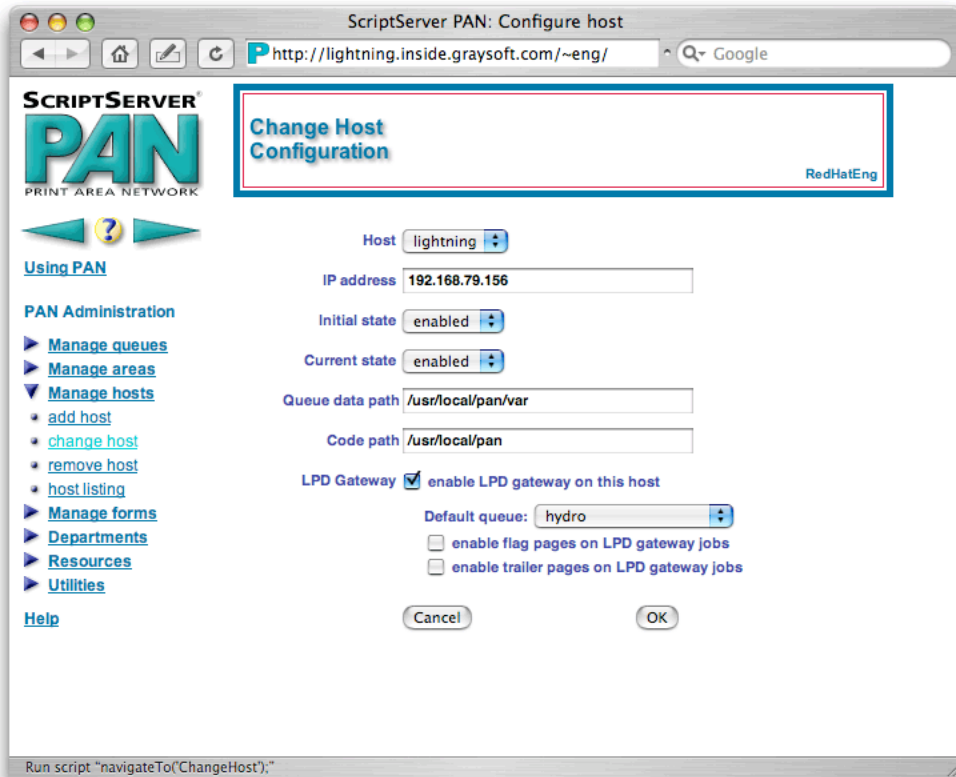 ScriptServer PAN: Configure host
http://lightning.inside.graysoft.com/~eng/
Google
SCRIPTSERVER®
PAN
PRINT AREA NETWORK
Change Host
Configuration
RedHatEng
?
Using PAN
PAN Administration
Manage queues
Manage areas
Manage hosts
add host
change host
remove host
host listing
Manage forms
Departments
Resources
Utilities
Help
Host lightning
IP address 192.168.79.156
Initial state enabled
Current state enabled
Queue data path /usr/local/pan/var
Code path /usr/local/pan
LPD Gateway enable LPD gateway on this host
Default queue: hydro
enable flag pages on LPD gateway jobs
enable trailer pages on LPD gateway jobs
Cancel OK
Run script "navigateTo('ChangeHost');"